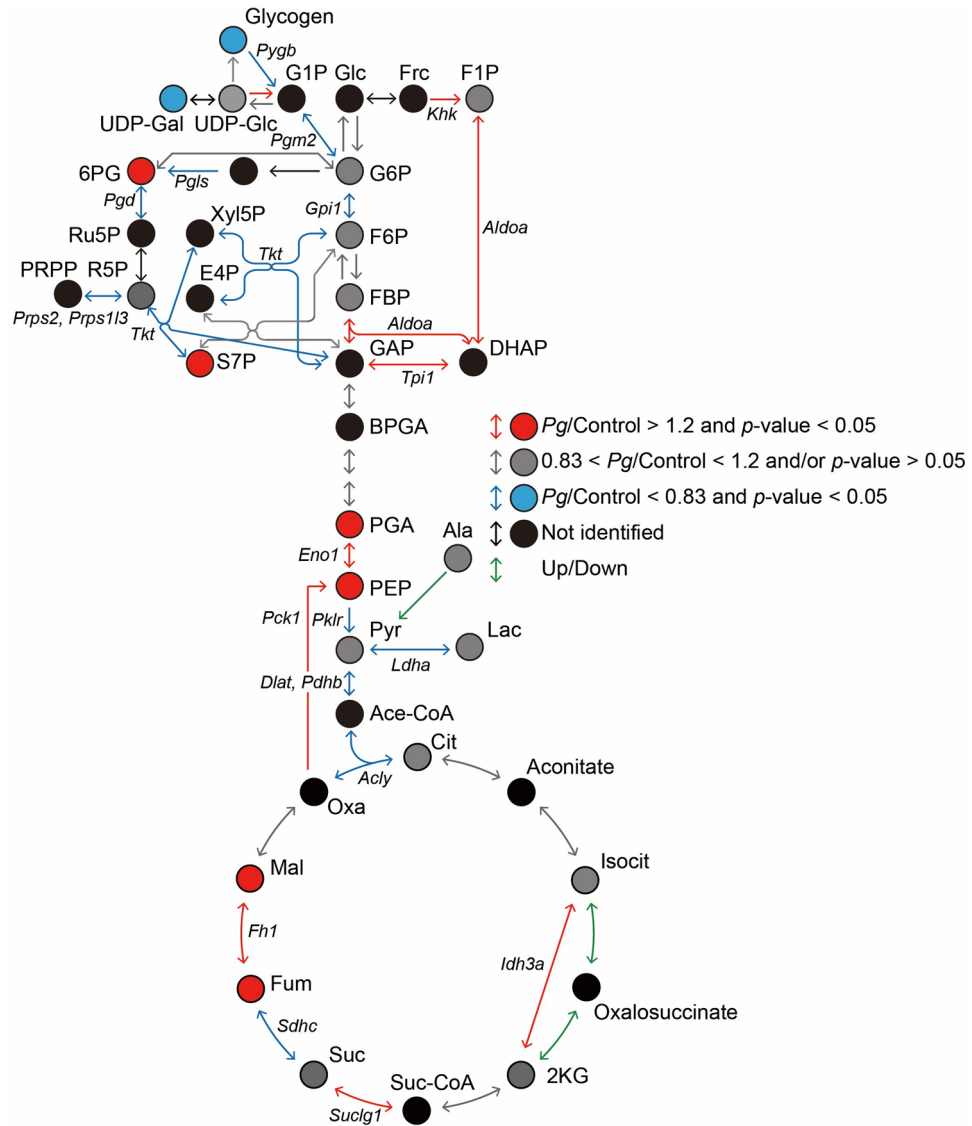 Glycogen
Pygb
G1P
Glc
Frc
F1P
Khk
UDP-Gal
UDP-Glc
Pgm2
6PG
Pgls
G6P
Pgd
Gpi1
Xyl5P
Ru5P
Tkt
F6P
Aldoa
PRPP
R5P
E4P
FBP
Prps2, Prps1l3
Tkt
Aldoa
S7P
GAP
DHAP
Tpi1
BPGA
Pg/Control > 1.2 and p-value < 0.05
0.83 < Pg/Control < 1.2 and/or p-value > 0.05
Pg/Control < 0.83 and p-value < 0.05
PGA
Ala
Not identified
Eno1
Up/Down
PEP
Pck1
Pklr
Pyr
Lac
Ldha
Dlat, Pdhb
Ace-CoA
Cit
Acly
Aconitate
Oxa
Mal
Isocit
Fh1
Idh3a
Fum
Oxalosuccinate
Sdhc
Suc
Suc-CoA
2KG
Suclg1